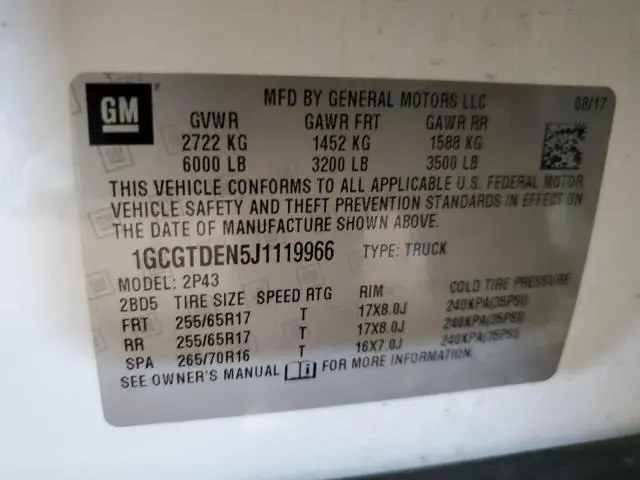 GM
MFD BY GENERAL MOTORS LLC 08/17
GVWR GAWR FRT GAWR RR
2722 KG 1452 KG 1588 KG
6000 LB 3200 LB 3500 LB
THIS VEHICLE CONFORMS TO ALL APPLICABLE U.S. FEDERAL MOTOR
VEHICLE SAFETY AND THEFT PREVENTION STANDARDS IN EFFECT ON
THE DATE OF MANUFACTURE SHOWN ABOVE.
1GCGTDEN5J1119966 TYPE: TRUCK
MODEL: 2P43
2BD5 TIRE SIZE SPEED RTG RIM COLD TIRE PRESSURE
FRT 255/65R17 T 17X8.0J 240KPA(35PSI)
RR 255/65R17 T 17X8.0J 240KPA(35PSI)
SPA 265/70R16 T 16X7.0J 240KPA(35PSI)
SEE OWNER'S MANUAL FOR MORE INFORMATION.